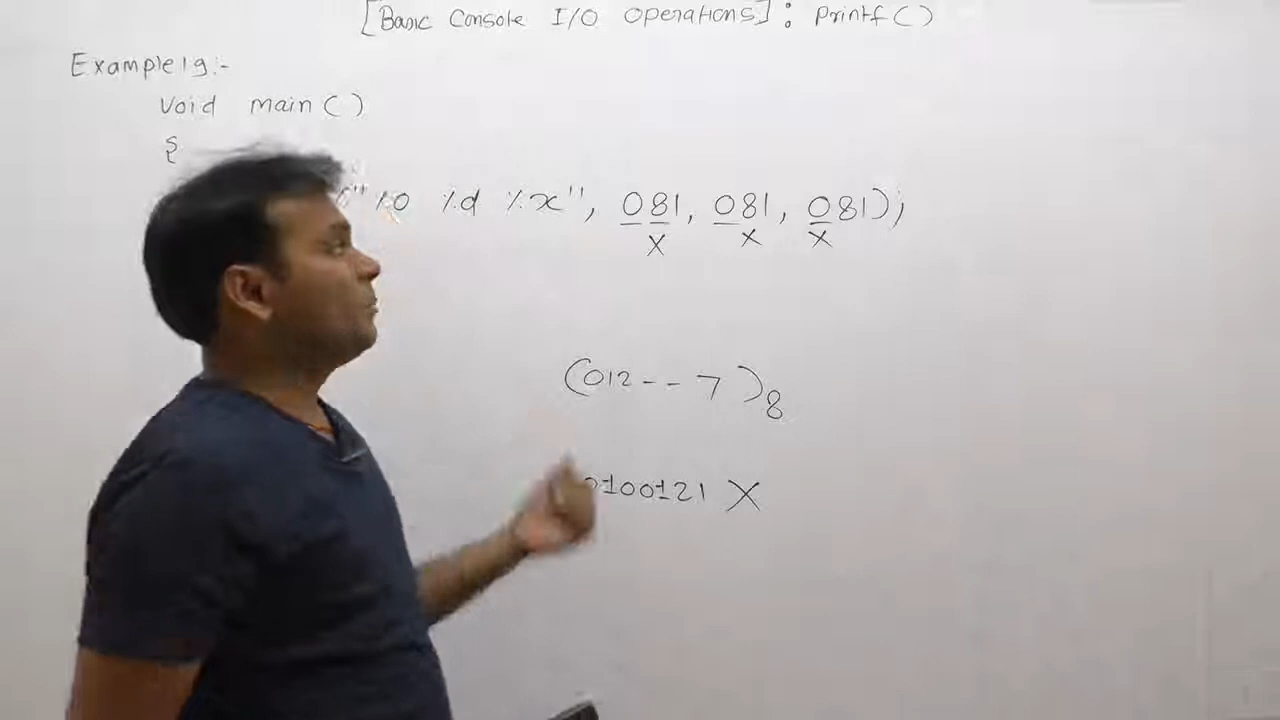 [Basic Console I/O Operations] : Printf ( )
Example 19:-
Void main ( )
{
" %o %d %x", 081, 081, 081);
X X X
(012 - - 7 )8
0100121 X